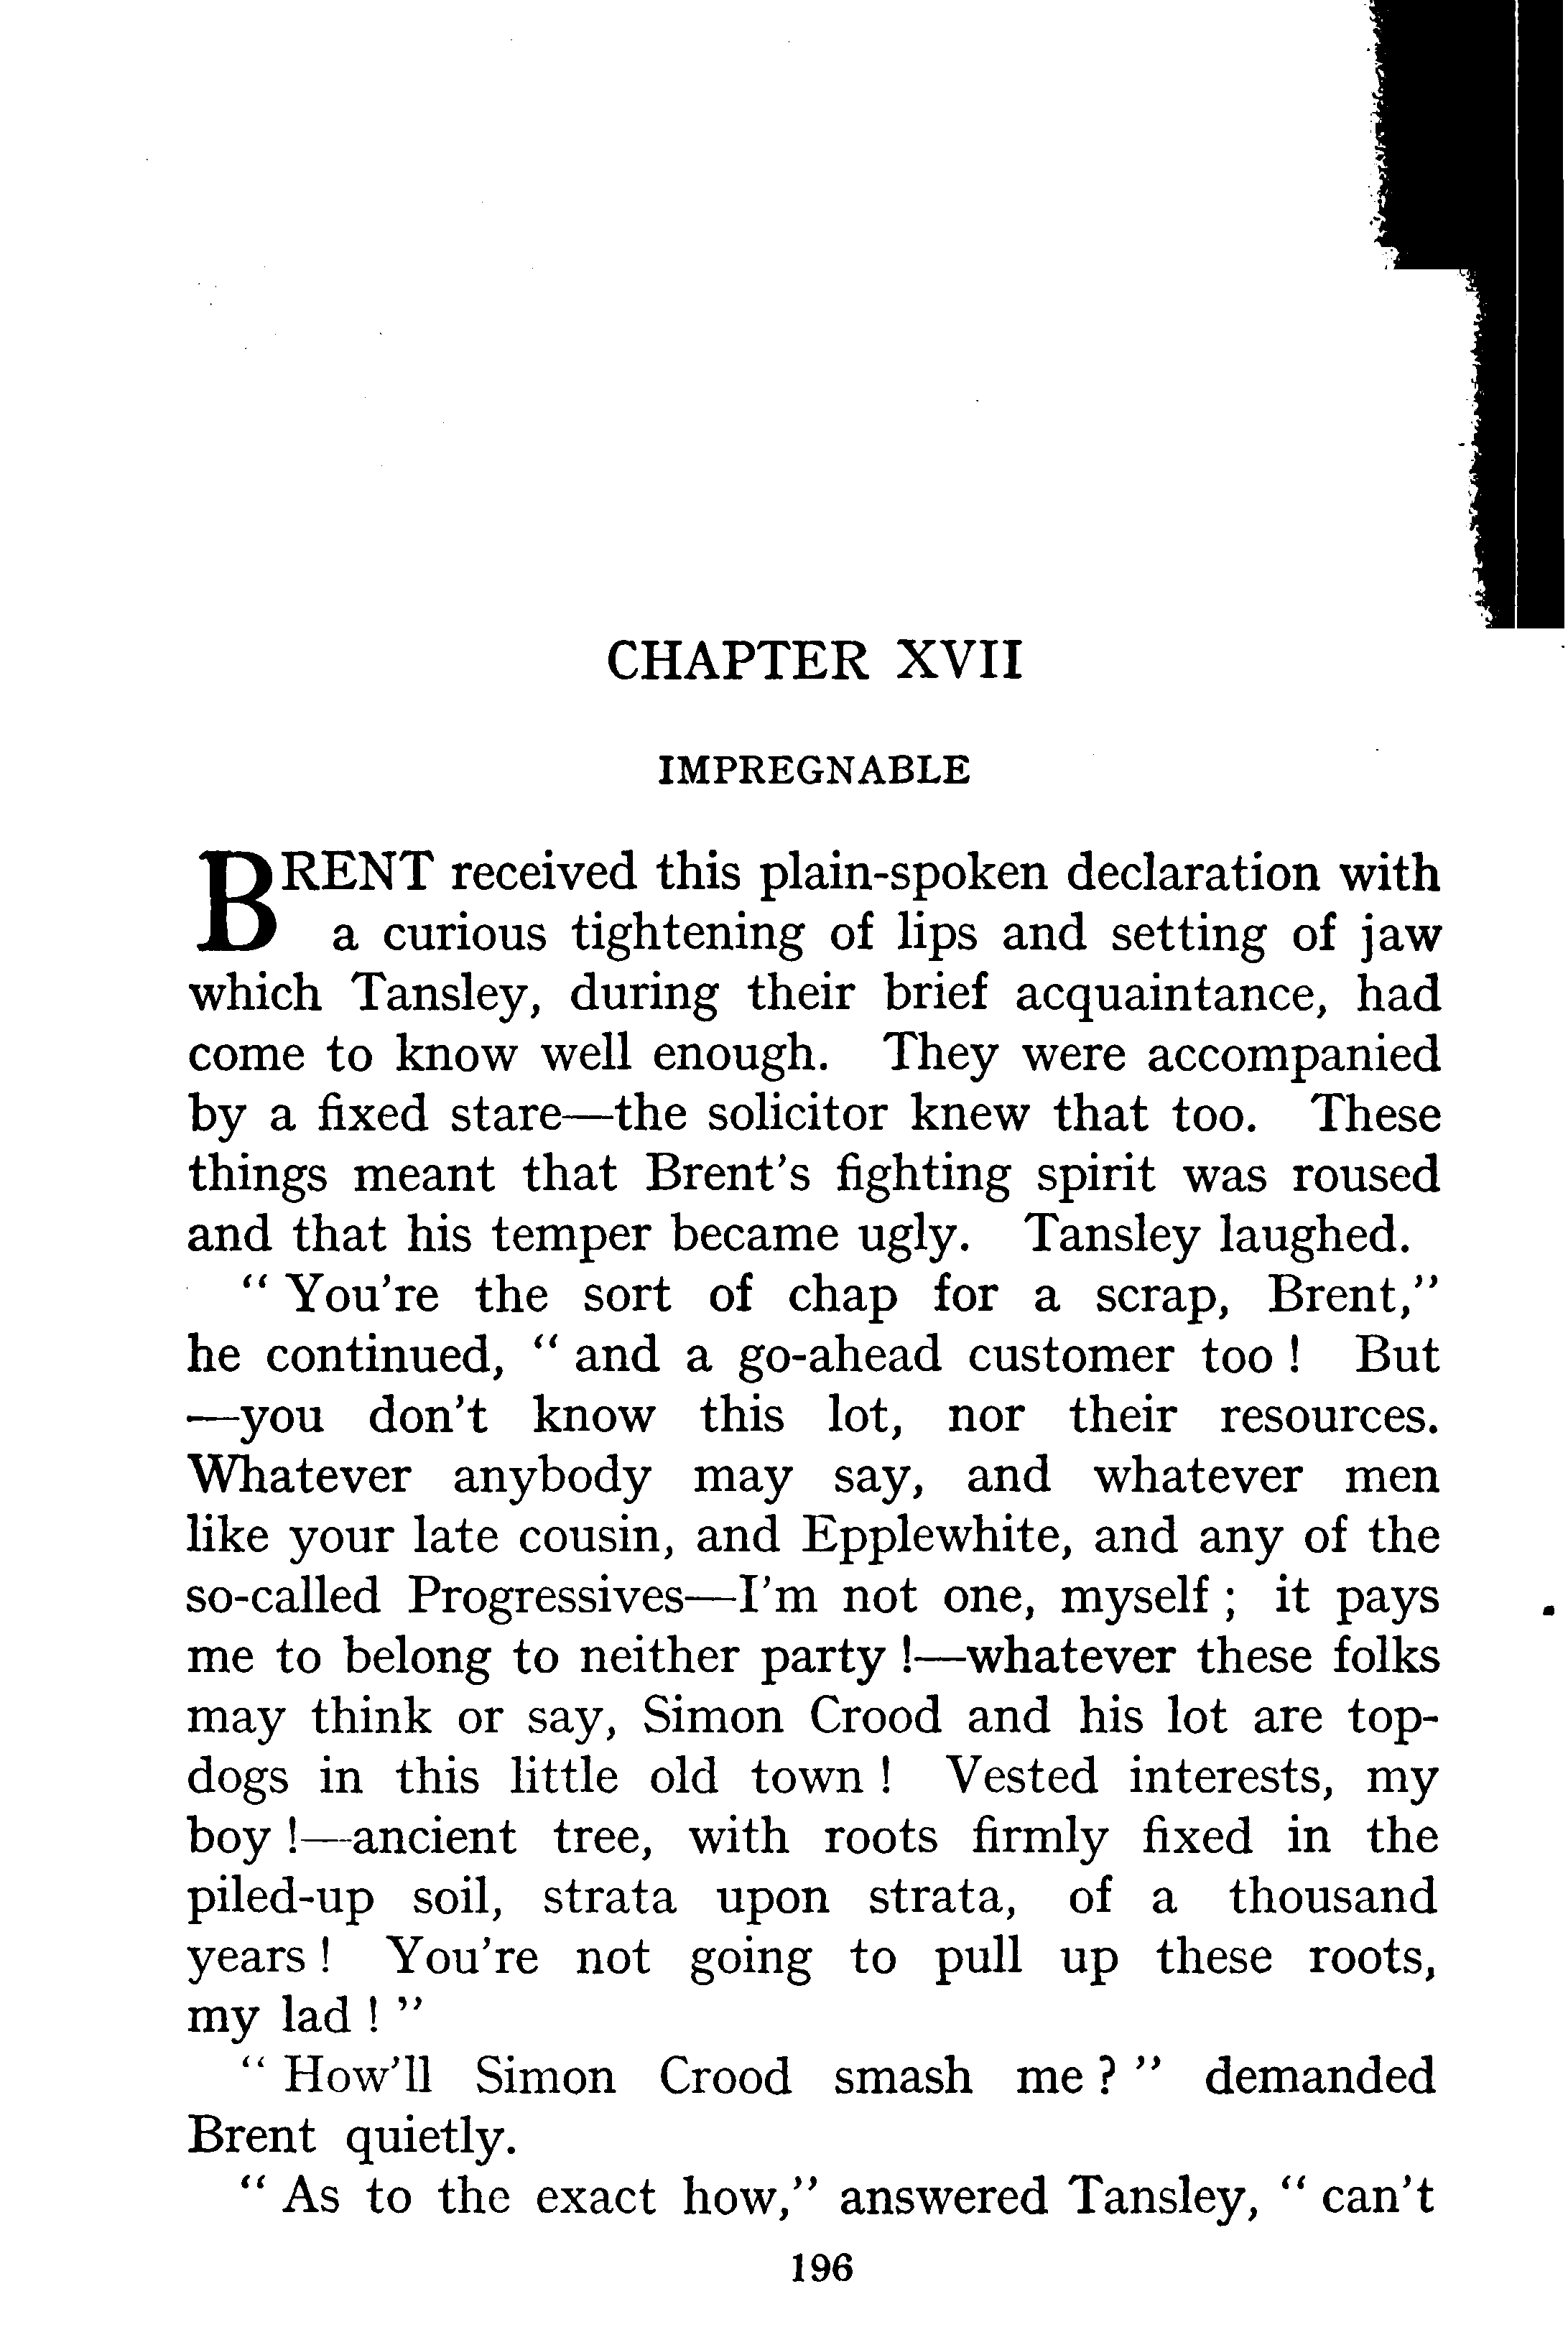 CHAPTER XVII
IMPREGNABLE
BRENT received this plain-spoken declaration with
a curious tightening of lips and setting of jaw
which Tansley, during their brief acquaintance, had
come to know well enough. They were accompanied
by a fixed stare—the solicitor knew that too. These
things meant that Brent's fighting spirit was roused
and that his temper became ugly. Tansley laughed.
“ You're the sort of chap for a scrap, Brent,”
he continued, “ and a go-ahead customer too ! But
—you don't know this lot, nor their resources.
Whatever anybody may say, and whatever men
like your late cousin, and Epplewhite, and any of the
so-called Progressives—I'm not one, myself ; it pays
me to belong to neither party !—whatever these folks
may think or say, Simon Crood and his lot are top-
dogs in this little old town ! Vested interests, my
boy !—ancient tree, with roots firmly fixed in the
piled-up soil, strata upon strata, of a thousand
years ! You're not going to pull up these roots,
my lad ! ”
“ How'll Simon Crood smash me ? ” demanded
Brent quietly.
“ As to the exact how,” answered Tansley, “ can't
196